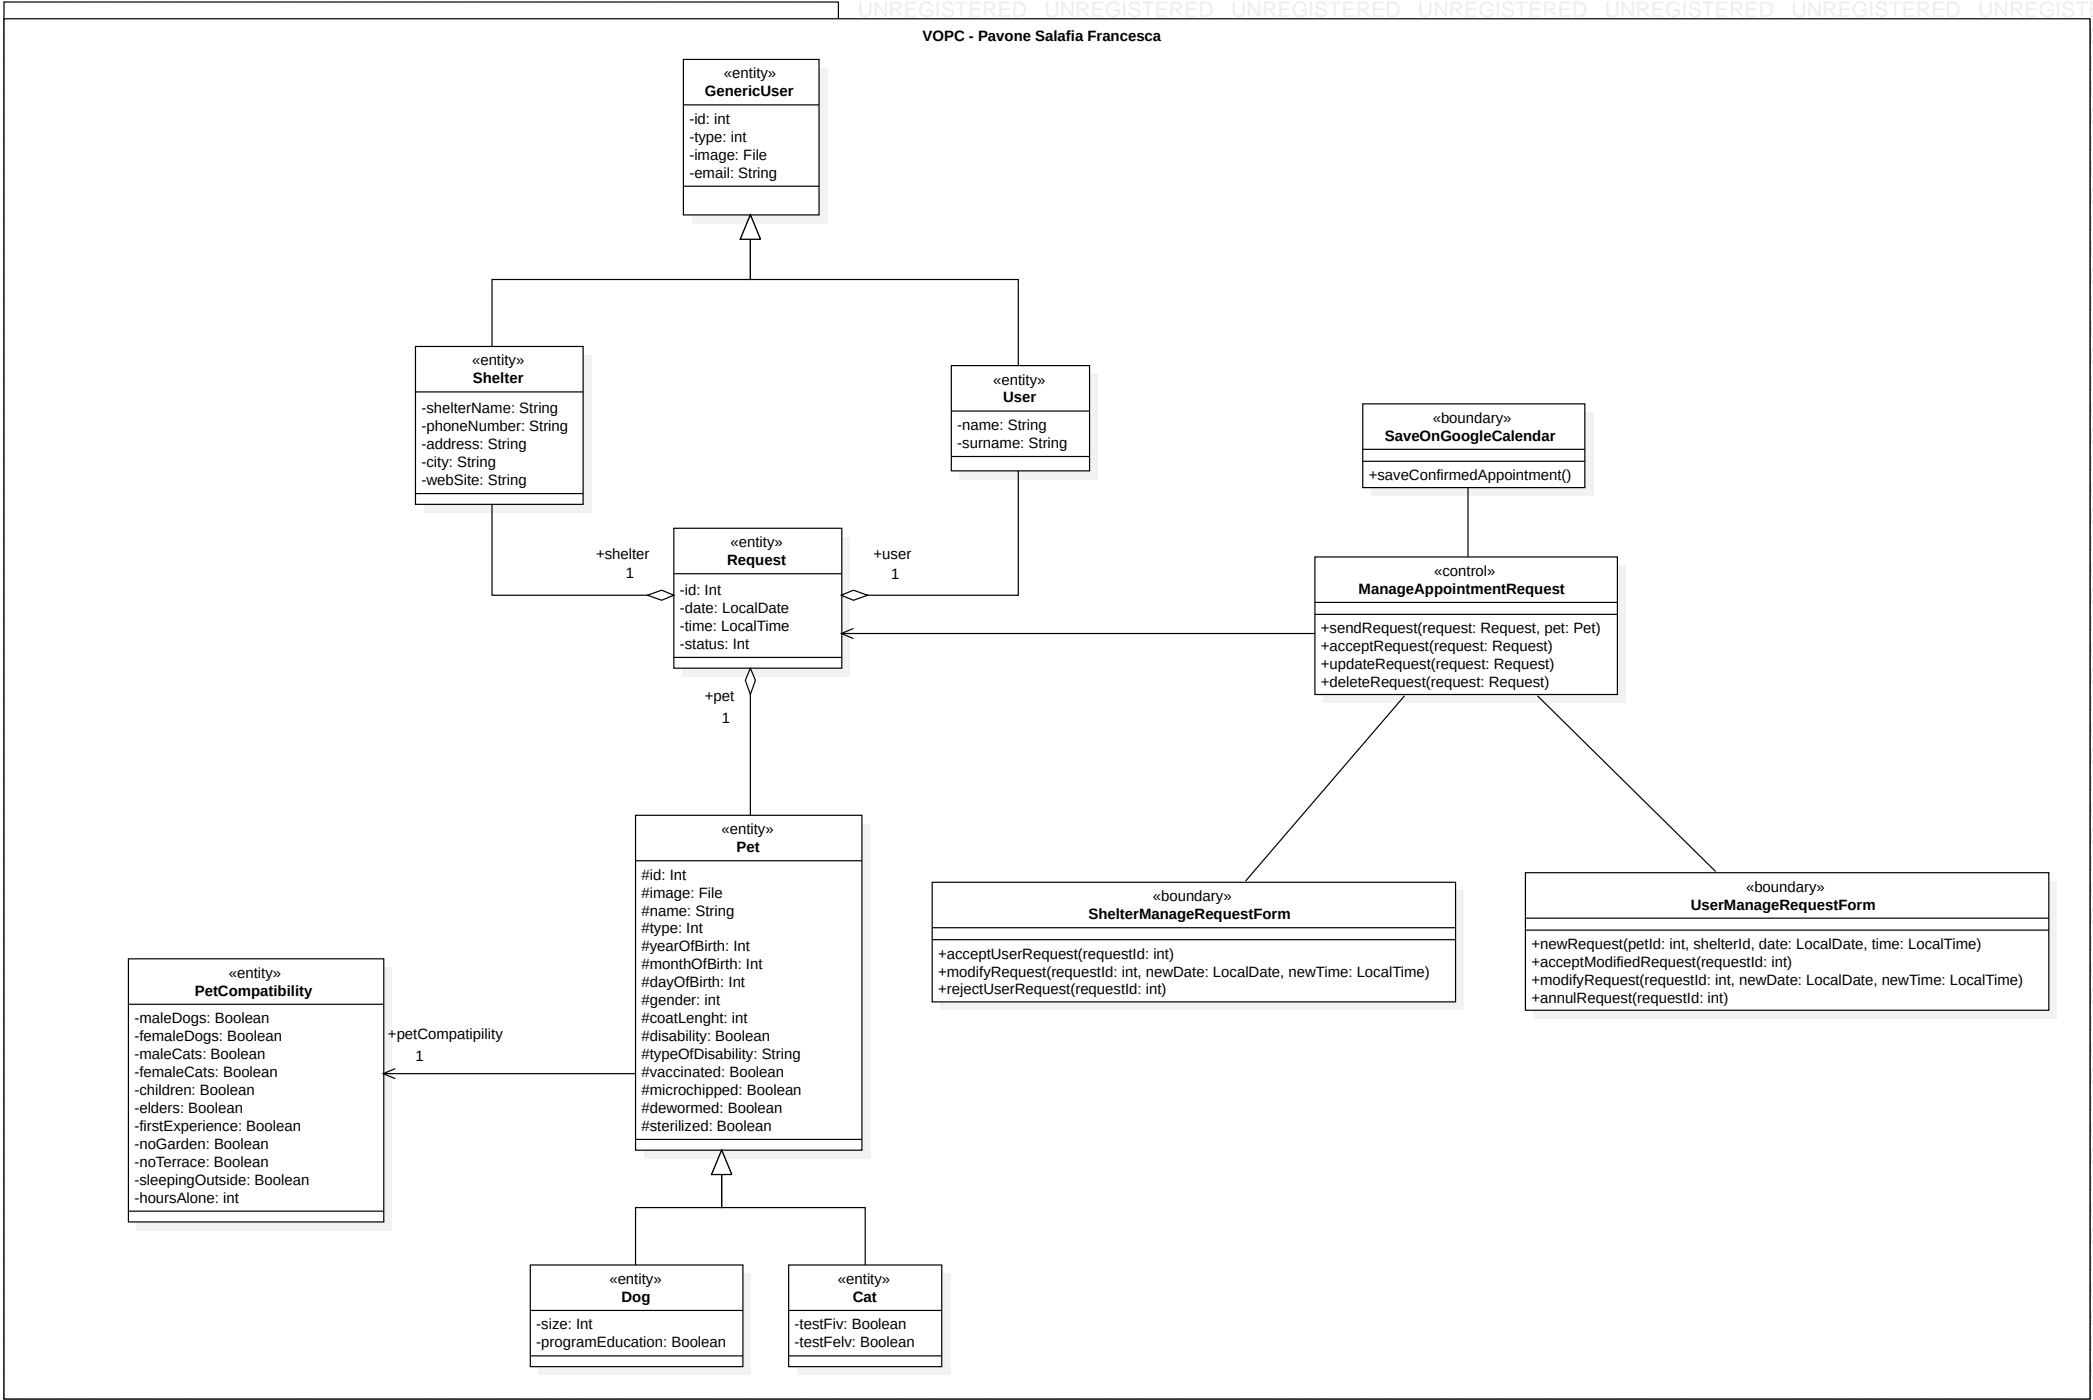 UNREGISTERED UNREGISTERED UNREGISTERED UNREGISTERED UNREGISTERED UNREGISTERED UNREGISTI
VOPC - Pavone Salafia Francesca
«entity»
GenericUser
-id: int
-type: int
-image: File
-email: String
«entity»
Shelter
-shelterName: String
-phoneNumber: String
-address: String
-city: String
-webSite: String
«entity»
User
-name: String
-surname: String
«boundary»
SaveOnGoogleCalendar
+saveConfirmedAppointment()
+shelter
1
«entity»
Request
-id: Int
-date: LocalDate
-time: LocalTime
-status: Int
+user
1
«control»
ManageAppointmentRequest
+sendRequest(request: Request, pet: Pet)
+acceptRequest(request: Request)
+updateRequest(request: Request)
+deleteRequest(request: Request)
+pet
1
«entity»
Pet
#id: Int
#image: File
#name: String
#type: Int
#yearOfBirth: Int
#monthOfBirth: Int
#dayOfBirth: Int
#gender: int
#coatLenght: int
#disability: Boolean
#typeOfDisability: String
#vaccinated: Boolean
#microchipped: Boolean
#dewormed: Boolean
#sterilized: Boolean
«boundary»
ShelterManageRequestForm
+acceptUserRequest(requestId: int)
+modifyRequest(requestId: int, newDate: LocalDate, newTime: LocalTime)
+rejectUserRequest(requestId: int)
«boundary»
UserManageRequestForm
+newRequest(petId: int, shelterId, date: LocalDate, time: LocalTime)
+acceptModifiedRequest(requestId: int)
+modifyRequest(requestId: int, newDate: LocalDate, newTime: LocalTime)
+annulRequest(requestId: int)
«entity»
PetCompatibility
-maleDogs: Boolean
-femaleDogs: Boolean
-maleCats: Boolean
-femaleCats: Boolean
-children: Boolean
-elders: Boolean
-firstExperience: Boolean
-noGarden: Boolean
-noTerrace: Boolean
-sleepingOutside: Boolean
-hoursAlone: int
+petCompatipility
1
«entity»
Dog
-size: Int
-programEducation: Boolean
«entity»
Cat
-testFiv: Boolean
-testFelv: Boolean